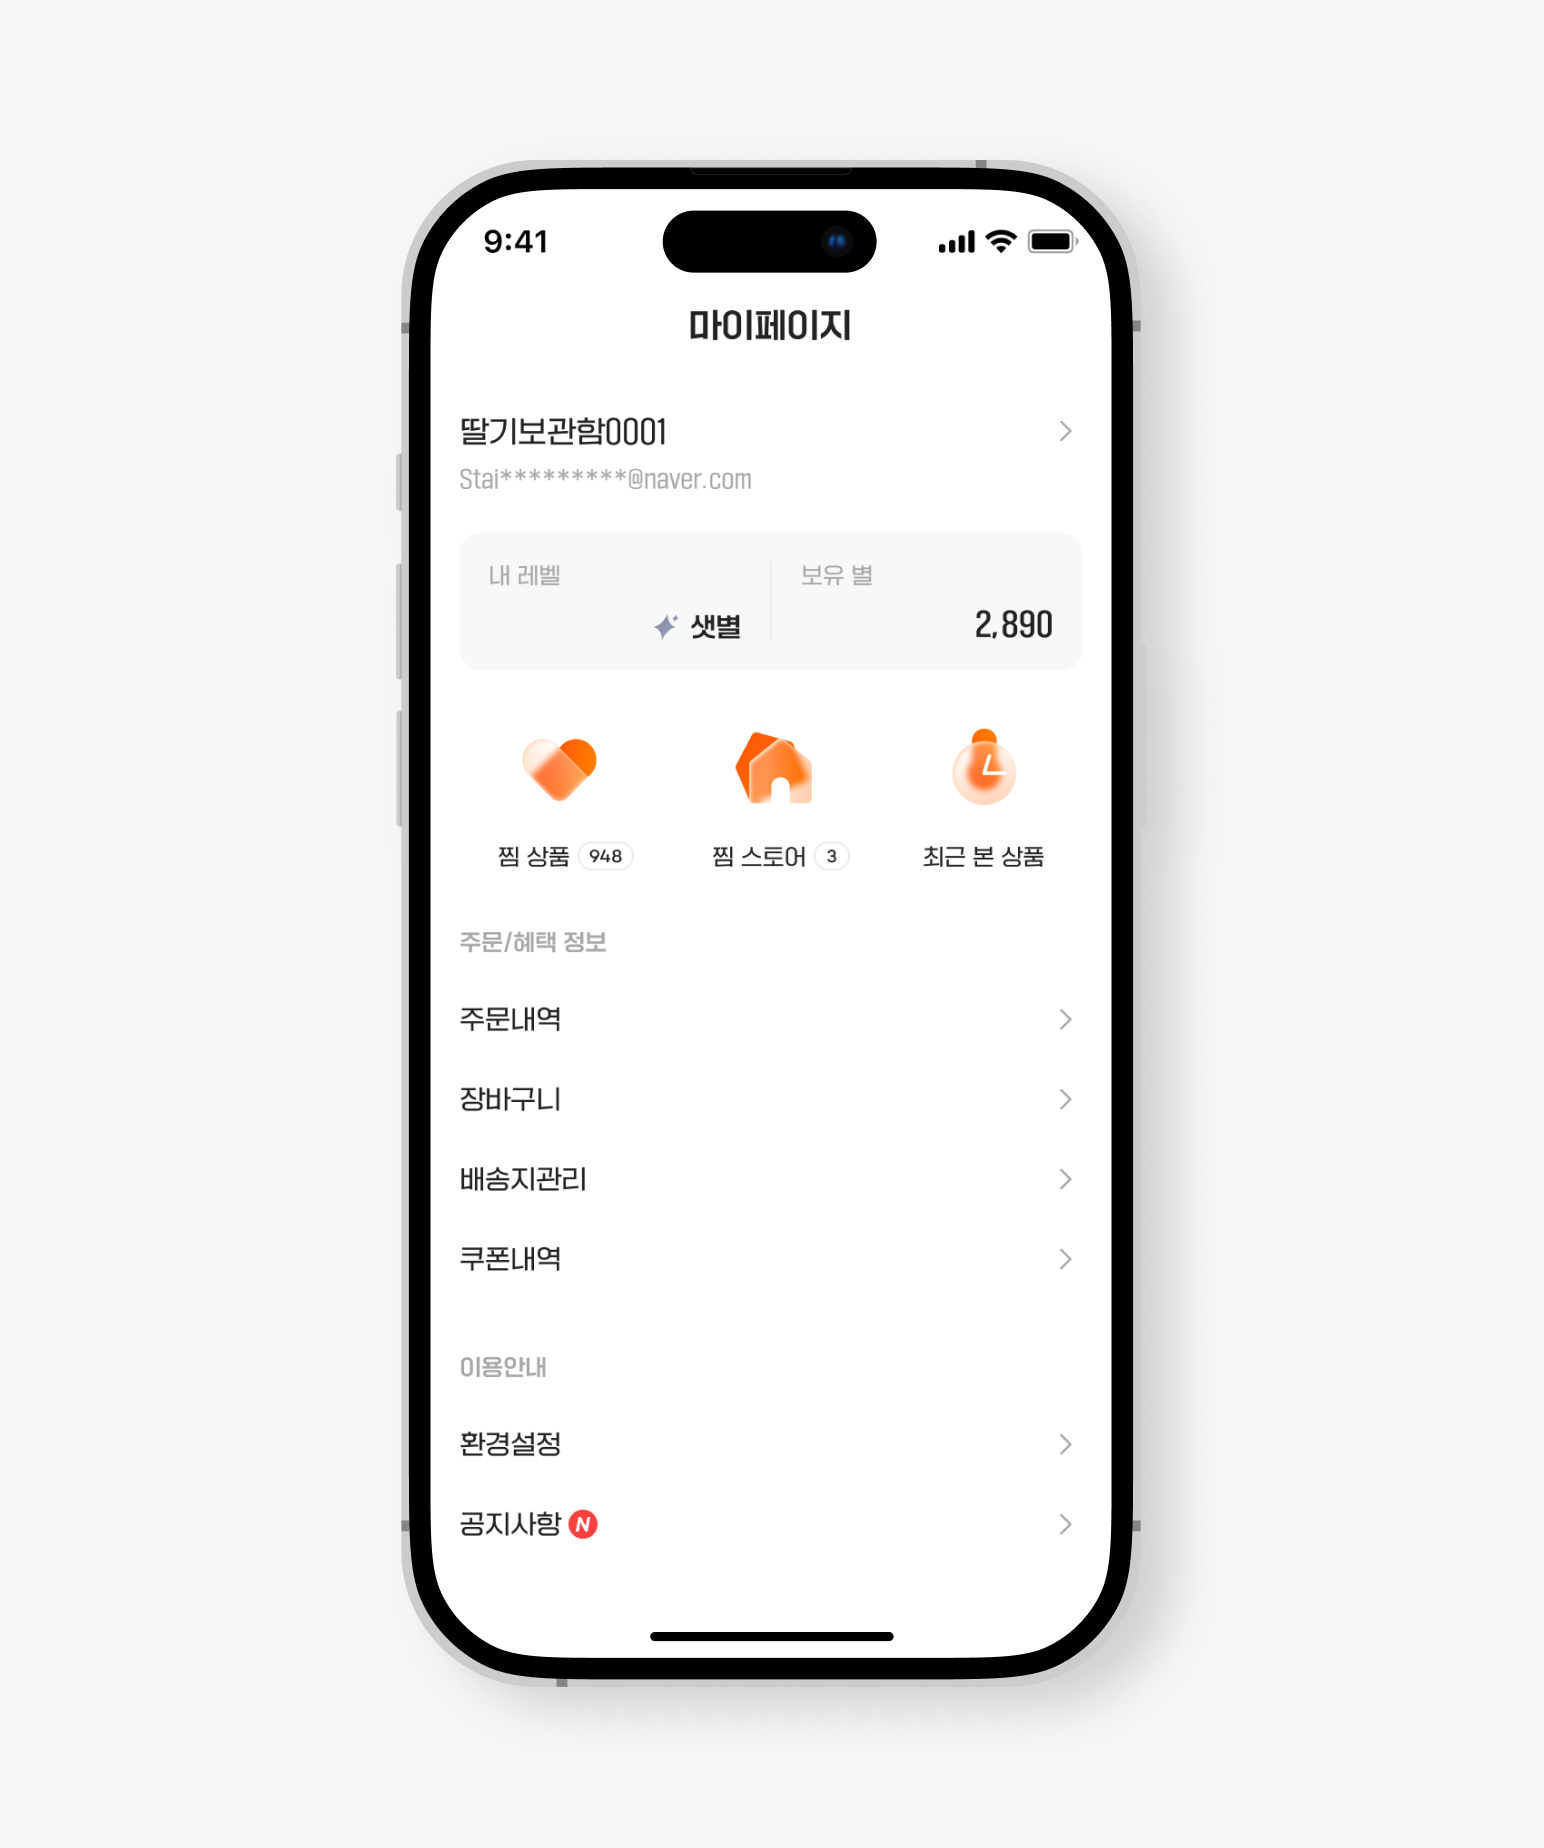 9:41
마이페이지
딸기보관함0001
Stai*********@naver.com
내 레벨
보유 별
샛별
2,890
찜 상품 948
찜 스토어 3
최근 본 상품
주문/혜택 정보
주문내역
장바구니
배송지관리
쿠폰내역
이용안내
환경설정
공지사항 N